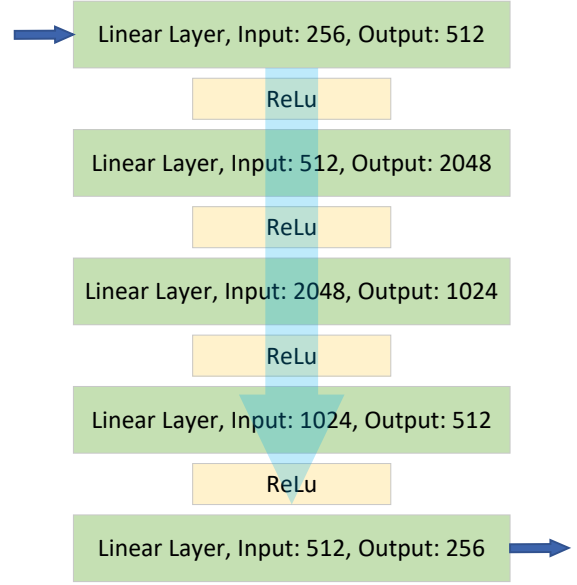 Linear Layer, Input: 256, Output: 512
ReLu
Linear Layer, Input: 512, Output: 2048
ReLu
Linear Layer, Input: 2048, Output: 1024
ReLu
Linear Layer, Input: 1024, Output: 512
ReLu
Linear Layer, Input: 512, Output: 256